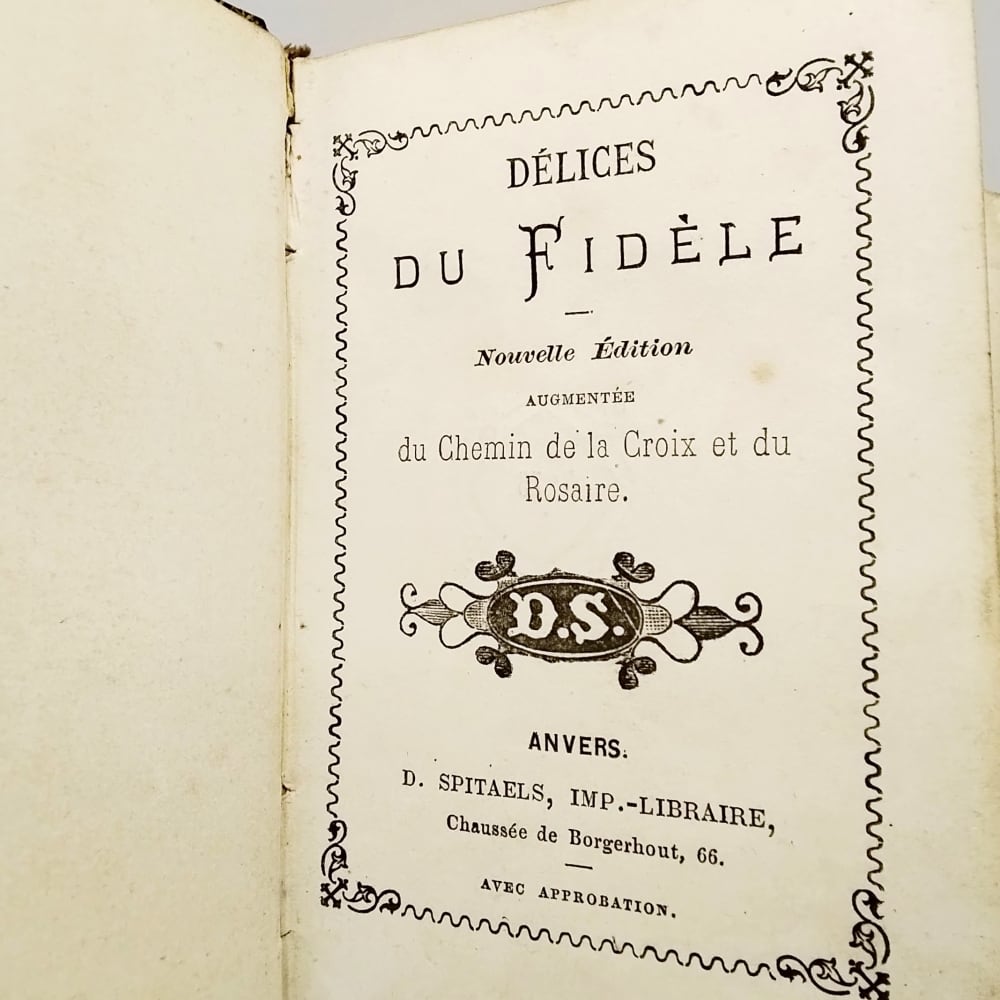 DÉLICES
DU FIDÈLE
Nouvelle Édition
AUGMENTÉE
du Chemin de la Croix et du
Rosaire.
D.S.
ANVERS.
D. SPITAELS, IMP.-LIBRAIRE,
Chaussée de Borgerhout, 66.
AVEC APPROBATION.